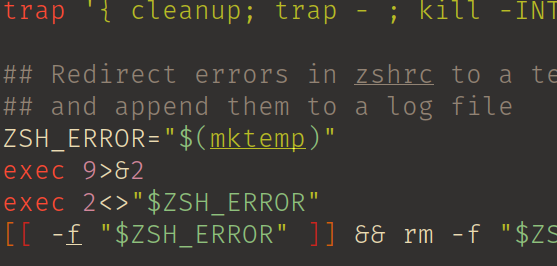 trap '{ cleanup; trap - ; kill -INT
## Redirect errors in zshrc to a te
## and append them to a log file
ZSH_ERROR="$(mktemp)"
exec 9>&2
exec 2<>"$ZSH_ERROR"
[[ -f "$ZSH_ERROR" ]] && rm -f "$ZS